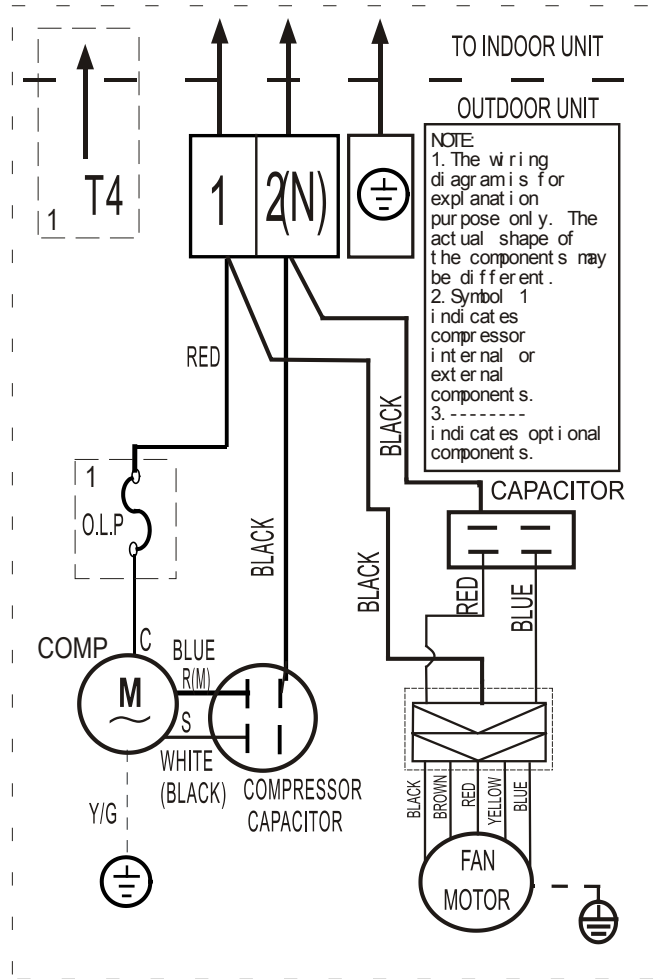 TO INDOOR UNIT
OUTDOOR UNIT
T4
1
1
2(N)
NOTE:
1. The wiring
diagram is for
explanation
purpose only. The
actual shape of
the components may
be different.
2. Symbol 1
indicates
compressor
internal or
external
components.
3. --------
indicates optional
components.
RED
BLACK
1
O.L.P
CAPACITOR
BLACK
BLACK
RED
BLUE
COMP
C
BLUE
R(M)
M
S
WHITE
(BLACK)
COMPRESSOR
CAPACITOR
Y/G
BLACK
BROWN
RED
YELLOW
BLUE
FAN
MOTOR